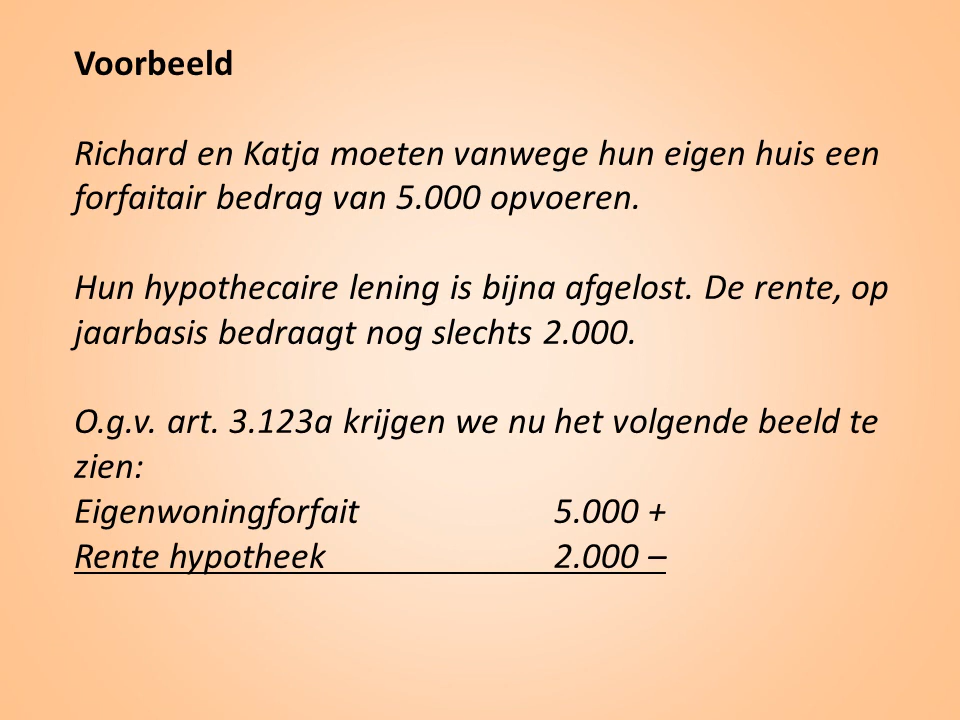 Voorbeeld
Richard en Katja moeten vanwege hun eigen huis een
forfaitair bedrag van 5.000 opvoeren.
Hun hypothecaire lening is bijna afgelost. De rente, op
jaarbasis bedraagt nog slechts 2.000.
O.g.v. art. 3.123a krijgen we nu het volgende beeld te
zien:
Eigenwoningforfait 5.000 +
Rente hypotheek 2.000 –